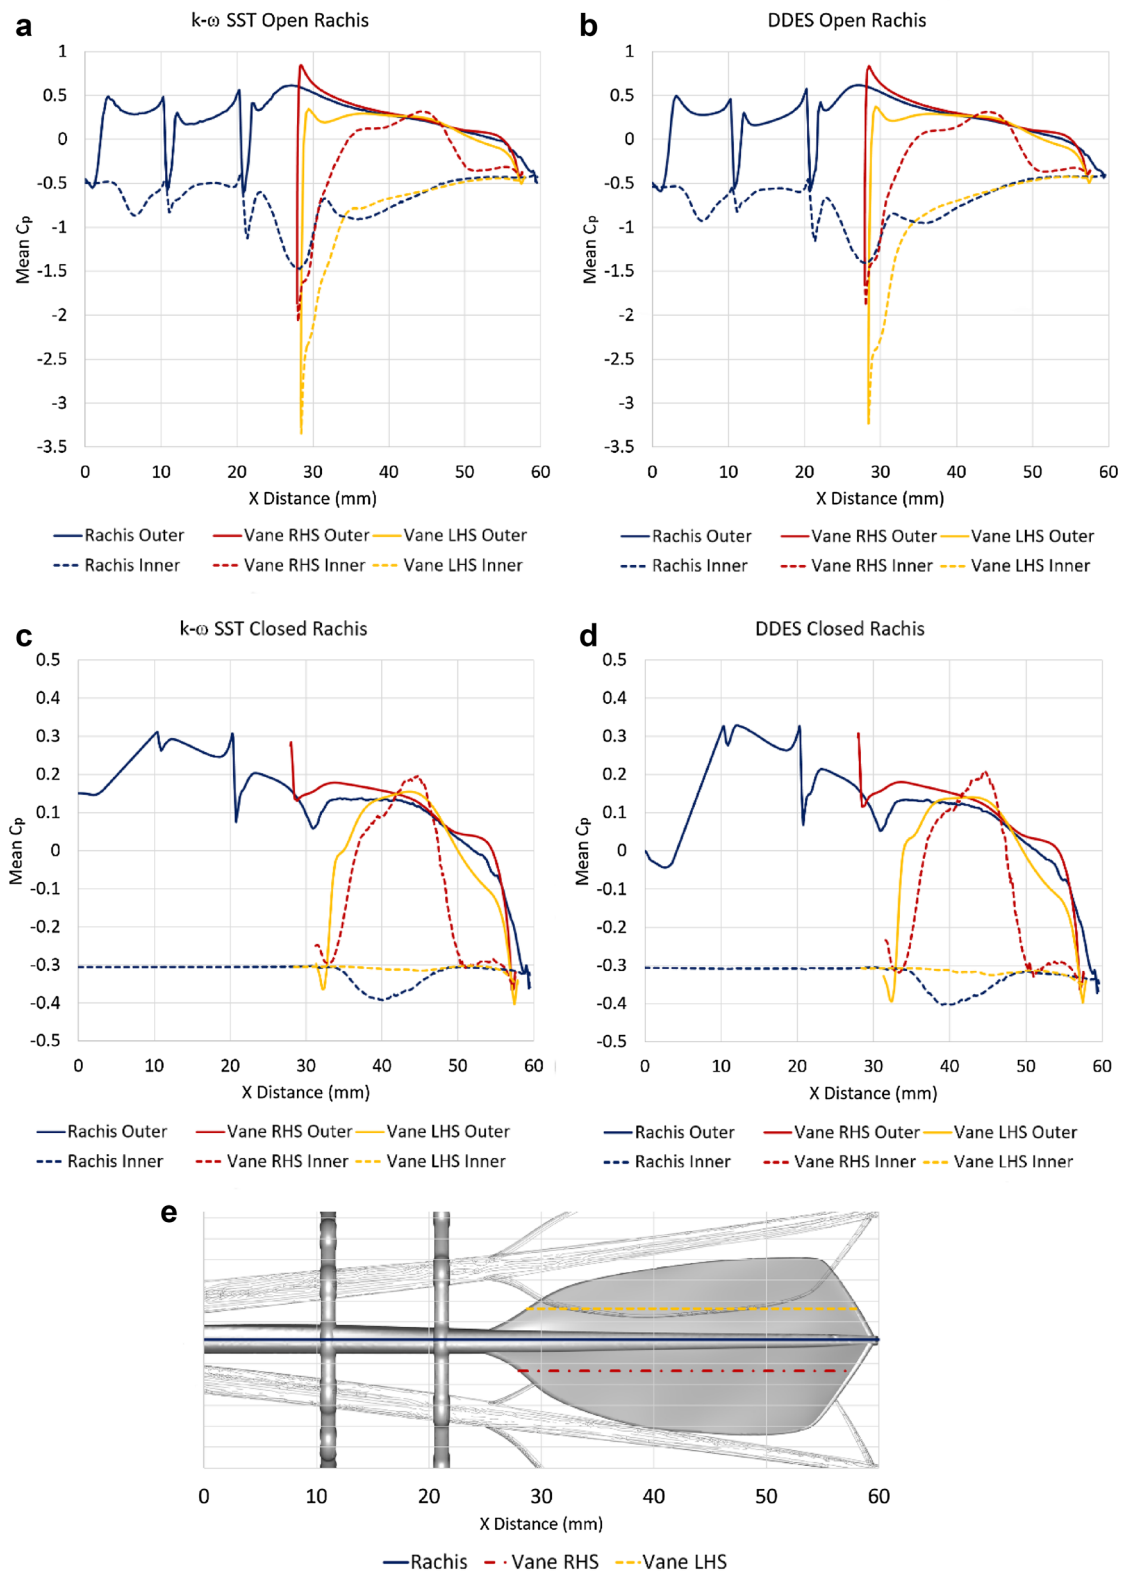 a
k-ω SST Open Rachis
1
0.5
0
-0.5
-1
-1.5
-2
-2.5
-3
-3.5
Mean Cp
0 10 20 30 40 50 60
X Distance (mm)
Rachis Outer Vane RHS Outer Vane LHS Outer
Rachis Inner Vane RHS Inner Vane LHS Inner
b
DDES Open Rachis
1
0.5
0
-0.5
-1
-1.5
-2
-2.5
-3
-3.5
Mean Cp
0 10 20 30 40 50 60
X Distance (mm)
Rachis Outer Vane RHS Outer Vane LHS Outer
Rachis Inner Vane RHS Inner Vane LHS Inner
c
k-ω SST Closed Rachis
0.5
0.4
0.3
0.2
0.1
0
-0.1
-0.2
-0.3
-0.4
-0.5
Mean Cp
0 10 20 30 40 50 60
X Distance (mm)
Rachis Outer Vane RHS Outer Vane LHS Outer
Rachis Inner Vane RHS Inner Vane LHS Inner
d
DDES Closed Rachis
0.5
0.4
0.3
0.2
0.1
0
-0.1
-0.2
-0.3
-0.4
-0.5
Mean Cp
0 10 20 30 40 50 60
X Distance (mm)
Rachis Outer Vane RHS Outer Vane LHS Outer
Rachis Inner Vane RHS Inner Vane LHS Inner
e
0 10 20 30 40 50 60
X Distance (mm)
Rachis Vane RHS Vane LHS